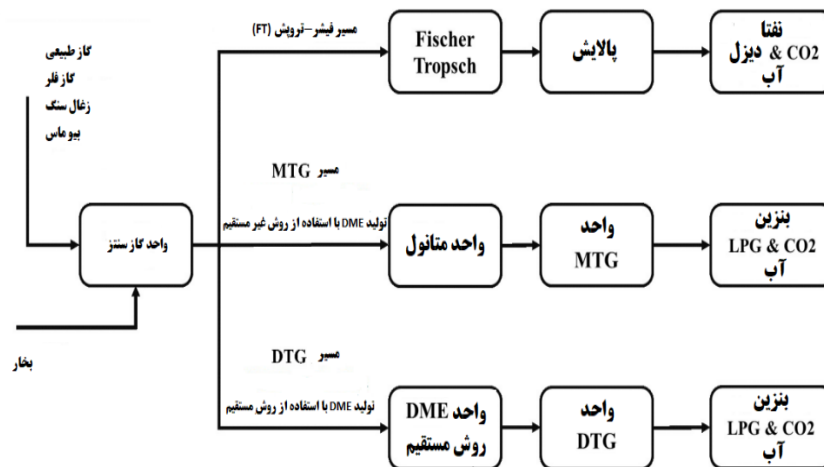 گاز طبیعی
گاز فلر
زغال سنگ
بیو ماس
واحد گاز سنتز
بخار
مسیر فیشر-تروپش (FT)
Fischer
Tropsch
پالایش
نفتا
دیزل & CO2
آب
مسیر MTG
تولید DME با استفاده از روش غیر مستقیم
واحد متانول
واحد
MTG
بنزین
LPG & CO2
آب
مسیر DTG
تولید DME با استفاده از روش مستقیم
واحد DME
روش مستقیم
واحد
DTG
بنزین
LPG & CO2
آب